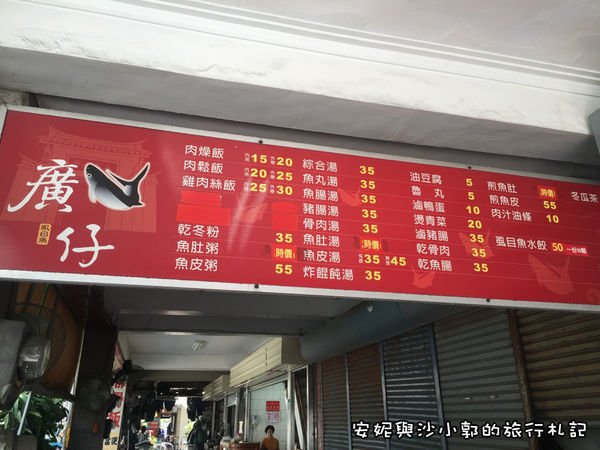 廣仔
虱目魚
肉燥飯 15 20
肉鬆飯 20 25
雞肉絲飯 25 30
乾冬粉 35
魚肚粥 時價
魚皮粥 55
綜合湯 35
魚丸湯 35
魚腸湯 35
豬腸湯 35
骨肉湯 35
魚肚湯 時價
魚皮湯 35 45
炸餛飩湯 35
油豆腐 5
魯丸 5
滷鴨蛋 10
燙青菜 20
滷豬腸 35
乾骨肉 35
乾魚腸 35
煎魚肚 時價
煎魚皮 55
肉汁油條 10
虱目魚水餃 50
冬瓜茶
安妮與沙小郭的旅行札記